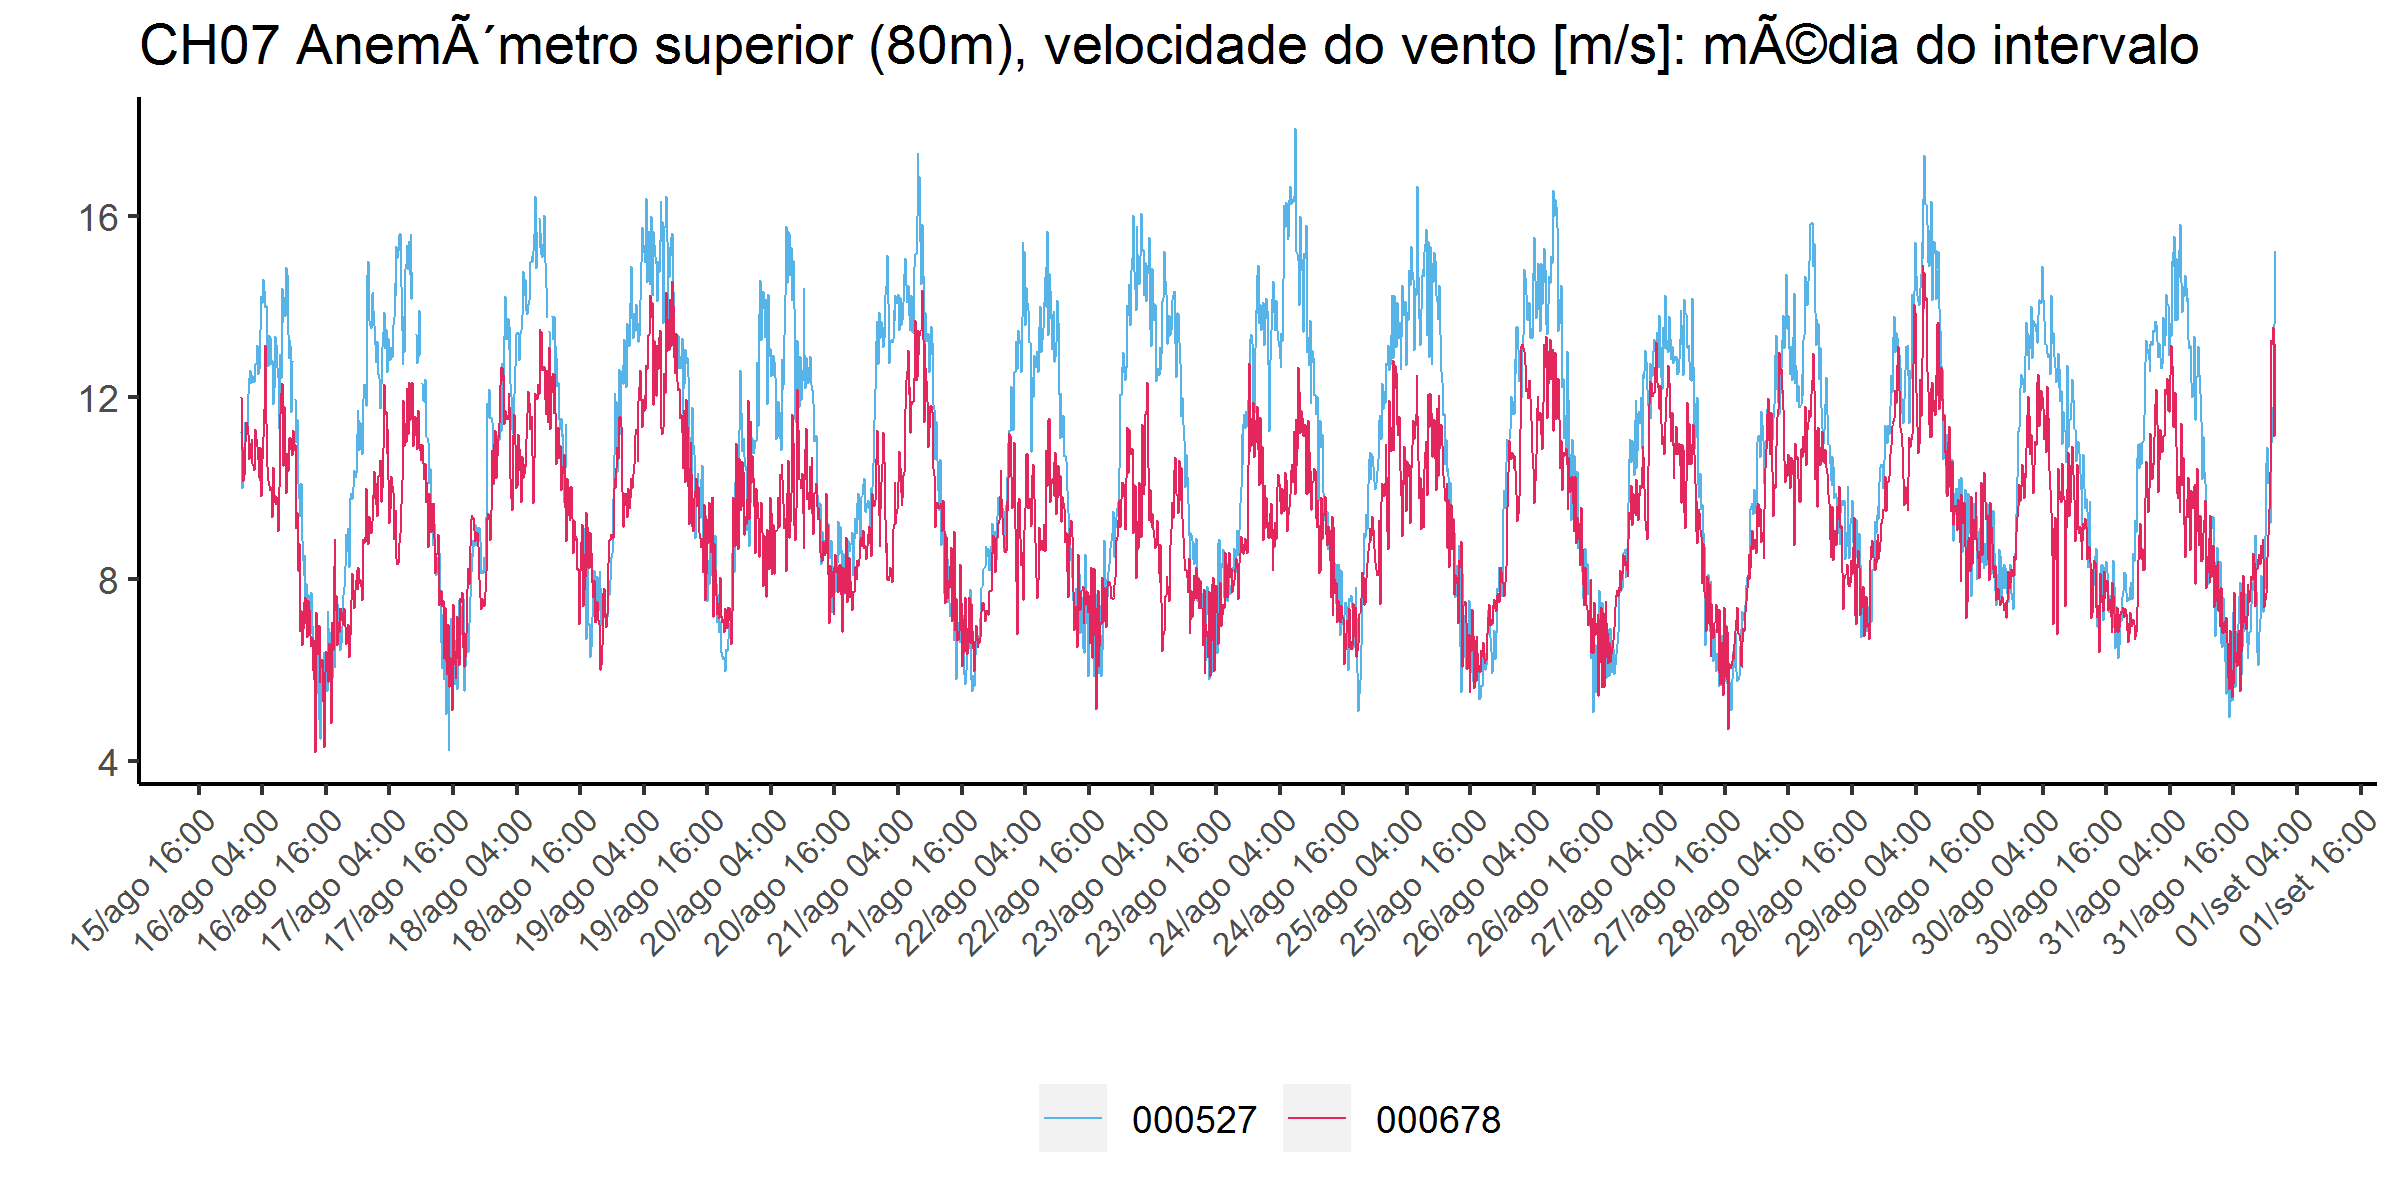 CH07 AnemÃ´metro superior (80m), velocidade do vento [m/s]: mÃ©dia do intervalo
16
12
8
4
15/ago 16:00
16/ago 04:00
16/ago 16:00
17/ago 04:00
17/ago 16:00
18/ago 04:00
18/ago 16:00
19/ago 04:00
19/ago 16:00
20/ago 04:00
20/ago 16:00
21/ago 04:00
21/ago 16:00
22/ago 04:00
22/ago 16:00
23/ago 04:00
23/ago 16:00
24/ago 04:00
24/ago 16:00
25/ago 04:00
25/ago 16:00
26/ago 04:00
26/ago 16:00
27/ago 04:00
27/ago 16:00
28/ago 04:00
28/ago 16:00
29/ago 04:00
29/ago 16:00
30/ago 04:00
30/ago 16:00
31/ago 04:00
31/ago 16:00
01/set 04:00
01/set 16:00
000527
000678